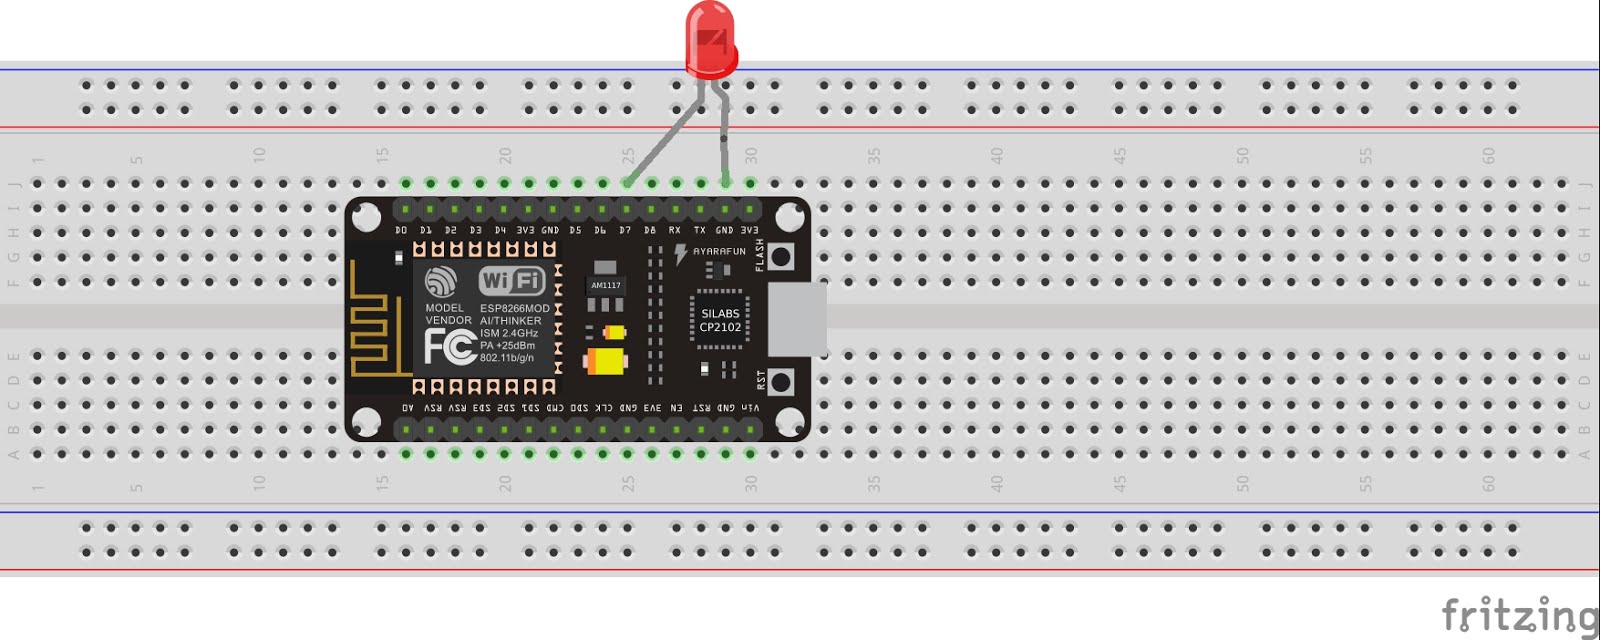 1 5 10 15 20 25 30 35 40 45 50 55 60
J J
I I
H H
G G
F F
D0 D1 D2 D3 D4 3V3 GND D5 D6 D7 D8 RX TX GND 3V3
AYARAFUN
FLASH
WiFi
AM1117
MODEL ESP8266MOD
VENDOR AI/THINKER
ISM 2.4GHz
FC PA +25dBm
802.11b/g/n
SILABS
CP2102
RST
E E
D D
C C
B B
A A
A0 RSV RSV SD3 SD2 SD1 CMD SD0 CLK GND 3V3 EN RST GND Vin
1 5 10 15 20 25 30 35 40 45 50 55 60
fritzing